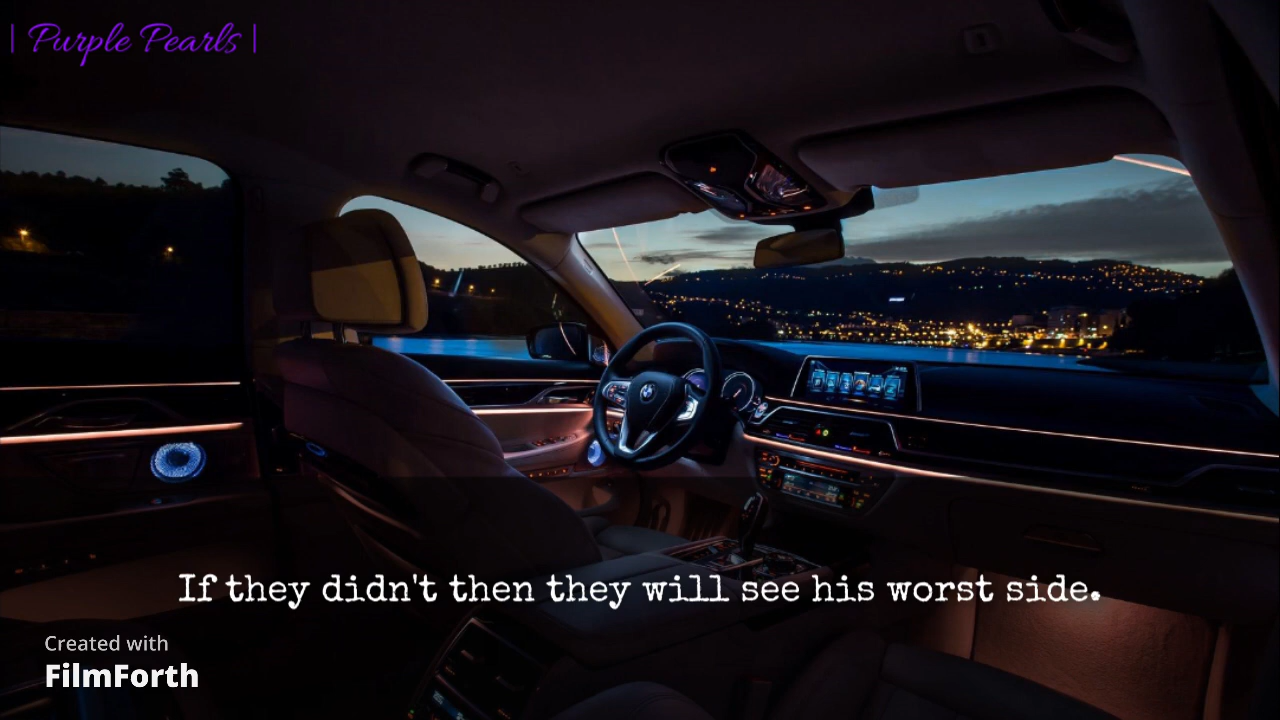 | Purple Pearls |
If they didn't then they will see his worst side.
Created with
FilmForth